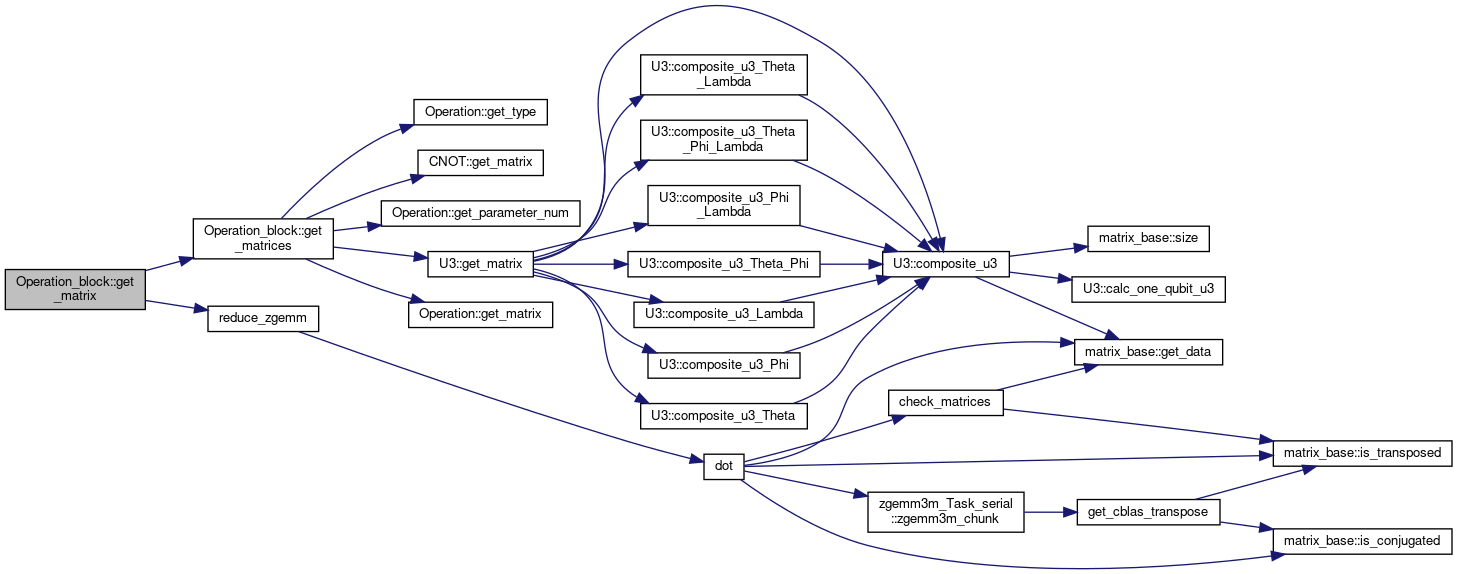 Operation_block::get
_matrix
Operation_block::get
_matrices
reduce_zgemm
Operation::get_type
CNOT::get_matrix
Operation::get_parameter_num
U3::get_matrix
Operation::get_matrix
U3::composite_u3_Theta
_Lambda
U3::composite_u3_Theta
_Phi_Lambda
U3::composite_u3_Phi
_Lambda
U3::composite_u3_Theta_Phi
U3::composite_u3_Lambda
U3::composite_u3_Phi
U3::composite_u3_Theta
dot
U3::composite_u3
check_matrices
zgemm3m_Task_serial
::zgemm3m_chunk
matrix_base::size
U3::calc_one_qubit_u3
matrix_base::get_data
get_cblas_transpose
matrix_base::is_transposed
matrix_base::is_conjugated